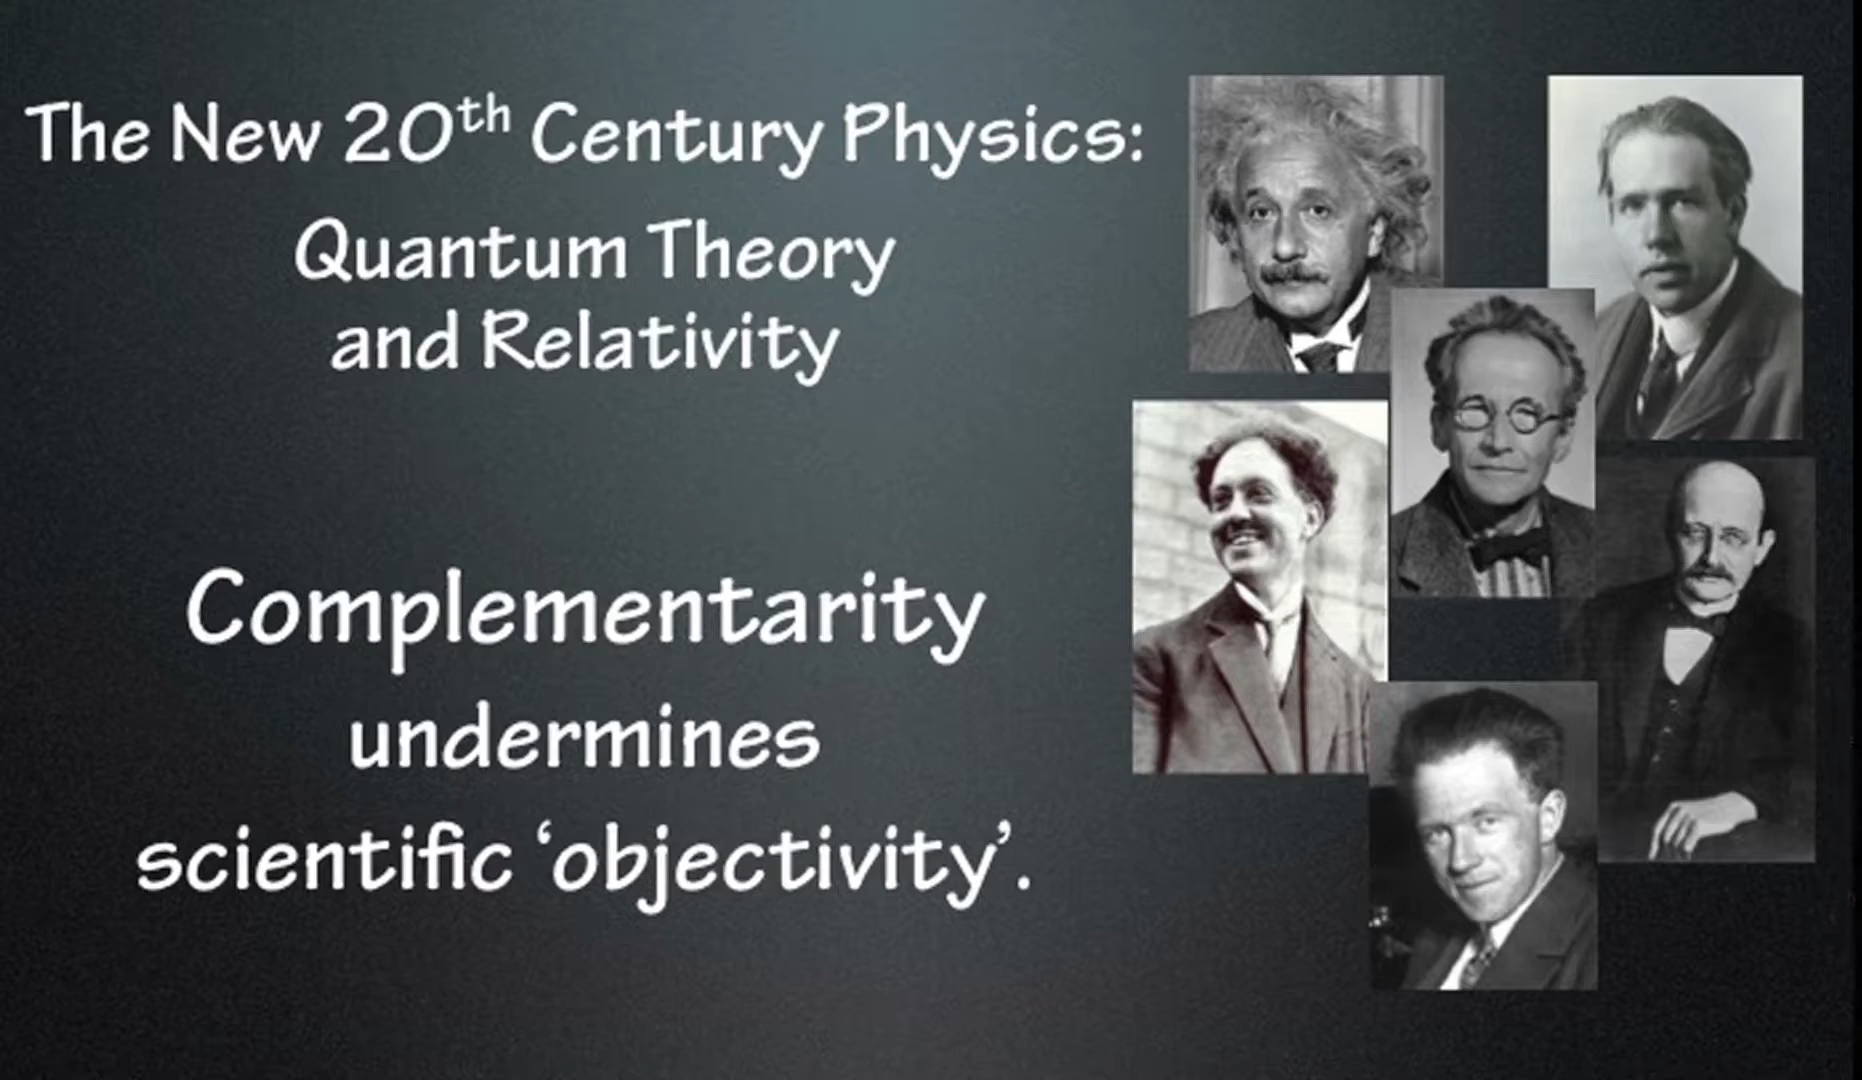 The New 20th Century Physics:
Quantum Theory
and Relativity
Complementarity
undermines
scientific ‘objectivity’.